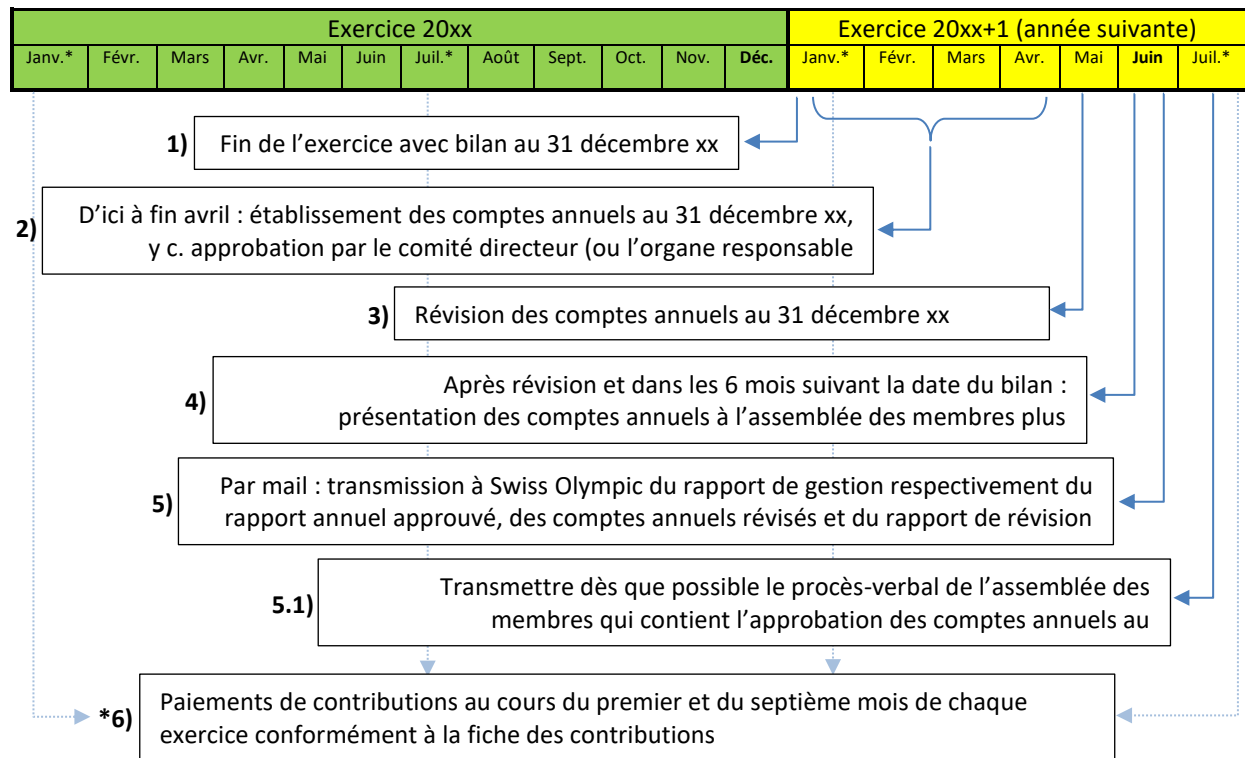 Exercice 20xx Exercice 20xx+1 (année suivante)
Janv.* Févr. Mars Avr. Mai Juin Juil.* Août Sept. Oct. Nov. Déc. Janv.* Févr. Mars Avr. Mai Juin Juil.*
1) Fin de l’exercice avec bilan au 31 décembre xx
D’ici à fin avril : établissement des comptes annuels au 31 décembre xx,
2) y c. approbation par le comité directeur (ou l’organe responsable
3) Révision des comptes annuels au 31 décembre xx
Après révision et dans les 6 mois suivant la date du bilan :
4) présentation des comptes annuels à l’assemblée des membres plus
Par mail : transmission à Swiss Olympic du rapport de gestion respectivement du
5) rapport annuel approuvé, des comptes annuels révisés et du rapport de révision
Transmettre dès que possible le procès-verbal de l’assemblée des
5.1) membres qui contient l’approbation des comptes annuels au
Paiements de contributions au cours du premier et du septième mois de chaque
*6) exercice conformément à la fiche des contributions